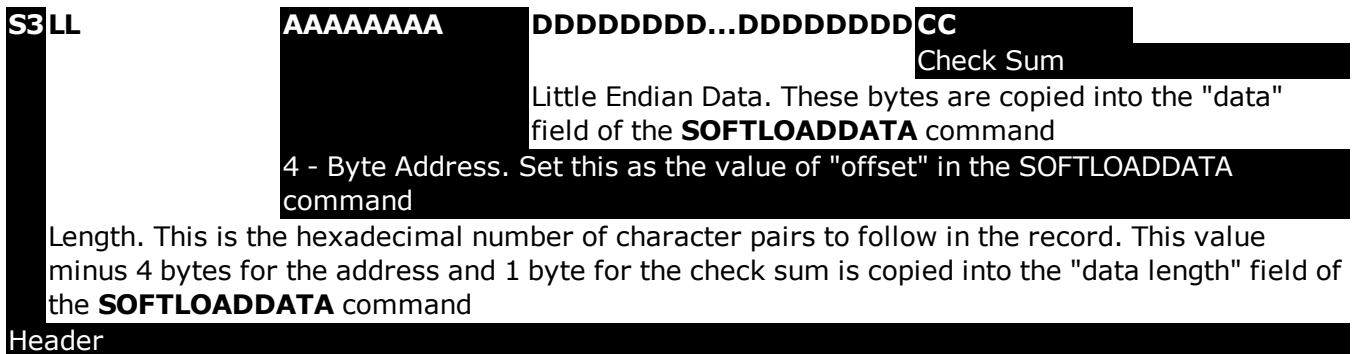 S3 LL AAAAAAAA DDDDDDDD...DDDDDDDD CC
Check Sum
Little Endian Data. These bytes are copied into the "data"
field of the SOFTLOADDATA command
4 - Byte Address. Set this as the value of "offset" in the SOFTLOADDATA
command
Length. This is the hexadecimal number of character pairs to follow in the record. This value
minus 4 bytes for the address and 1 byte for the check sum is copied into the "data length" field of
the SOFTLOADDATA command
Header